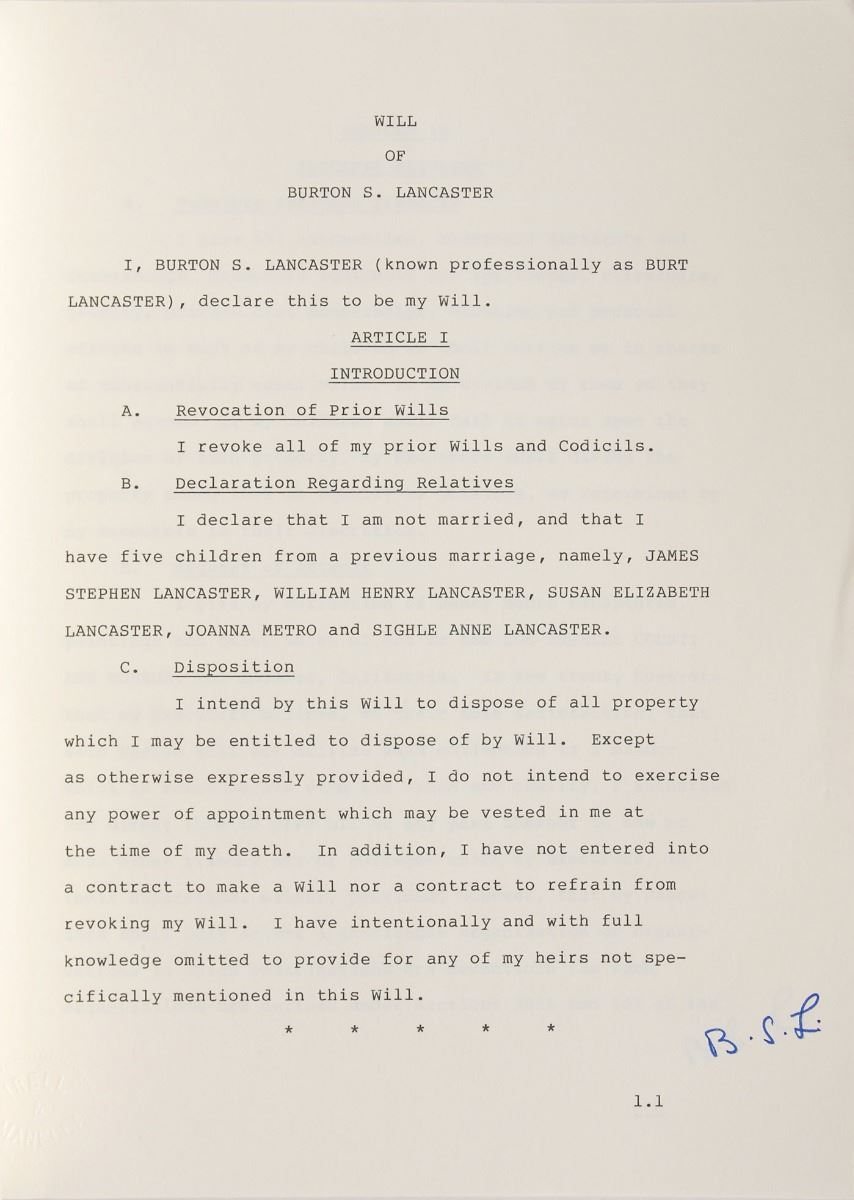 WILL
OF
BURTON S. LANCASTER
I, BURTON S. LANCASTER (known professionally as BURT
LANCASTER), declare this to be my Will.
ARTICLE I
INTRODUCTION
A. Revocation of Prior Wills
I revoke all of my prior Wills and Codicils.
B. Declaration Regarding Relatives
I declare that I am not married, and that I
have five children from a previous marriage, namely, JAMES
STEPHEN LANCASTER, WILLIAM HENRY LANCASTER, SUSAN ELIZABETH
LANCASTER, JOANNA METRO and SIGHLE ANNE LANCASTER.
C. Disposition
I intend by this Will to dispose of all property
which I may be entitled to dispose of by Will. Except
as otherwise expressly provided, I do not intend to exercise
any power of appointment which may be vested in me at
the time of my death. In addition, I have not entered into
a contract to make a Will nor a contract to refrain from
revoking my Will. I have intentionally and with full
knowledge omitted to provide for any of my heirs not spe-
cifically mentioned in this Will.
* * * * *
B.S.L.
1.1